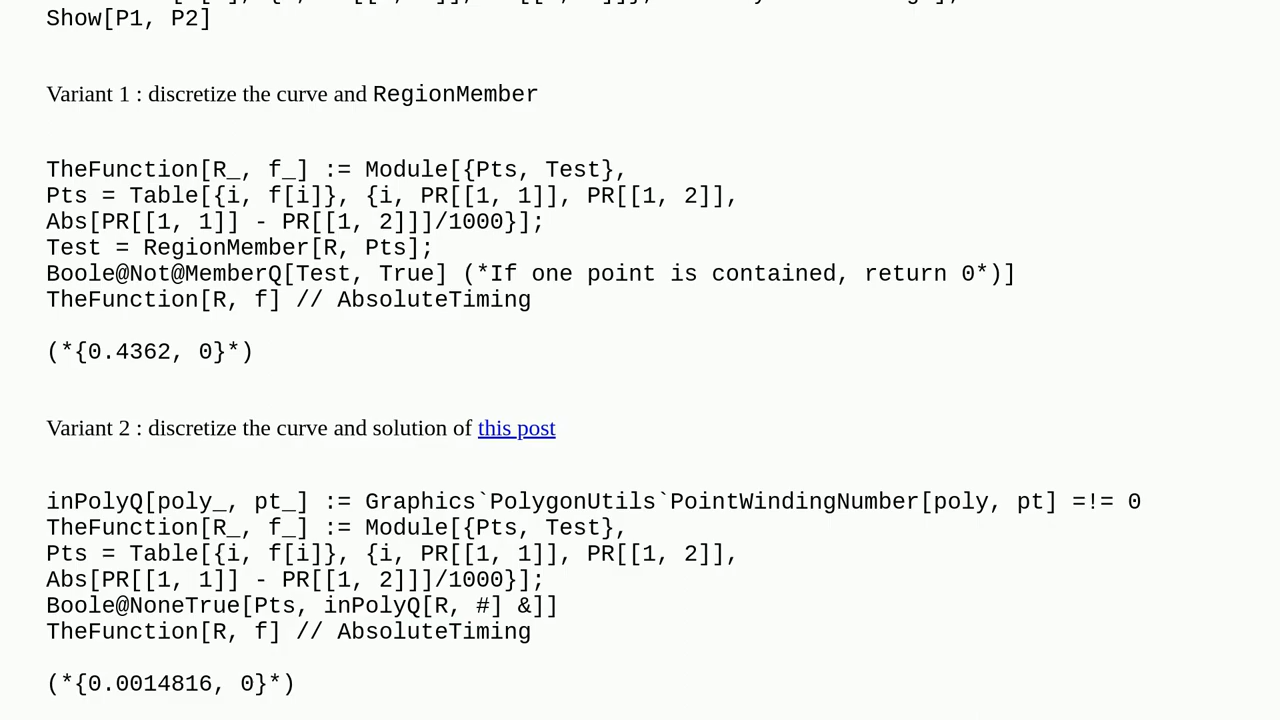 Show[P1, P2]
Variant 1 : discretize the curve and RegionMember
TheFunction[R_, f_] := Module[{Pts, Test},
Pts = Table[{i, f[i]}, {i, PR[[1, 1]], PR[[1, 2]],
Abs[PR[[1, 1]] - PR[[1, 2]]]/1000}];
Test = RegionMember[R, Pts];
Boole@Not@MemberQ[Test, True] (*If one point is contained, return 0*)]
TheFunction[R, f] // AbsoluteTiming
(*{0.4362, 0}*)
Variant 2 : discretize the curve and solution of this post
inPolyQ[poly_, pt_] := Graphics`PolygonUtils`PointWindingNumber[poly, pt] =!= 0
TheFunction[R_, f_] := Module[{Pts, Test},
Pts = Table[{i, f[i]}, {i, PR[[1, 1]], PR[[1, 2]],
Abs[PR[[1, 1]] - PR[[1, 2]]]/1000}];
Boole@NoneTrue[Pts, inPolyQ[R, #] &]]
TheFunction[R, f] // AbsoluteTiming
(*{0.0014816, 0}*)